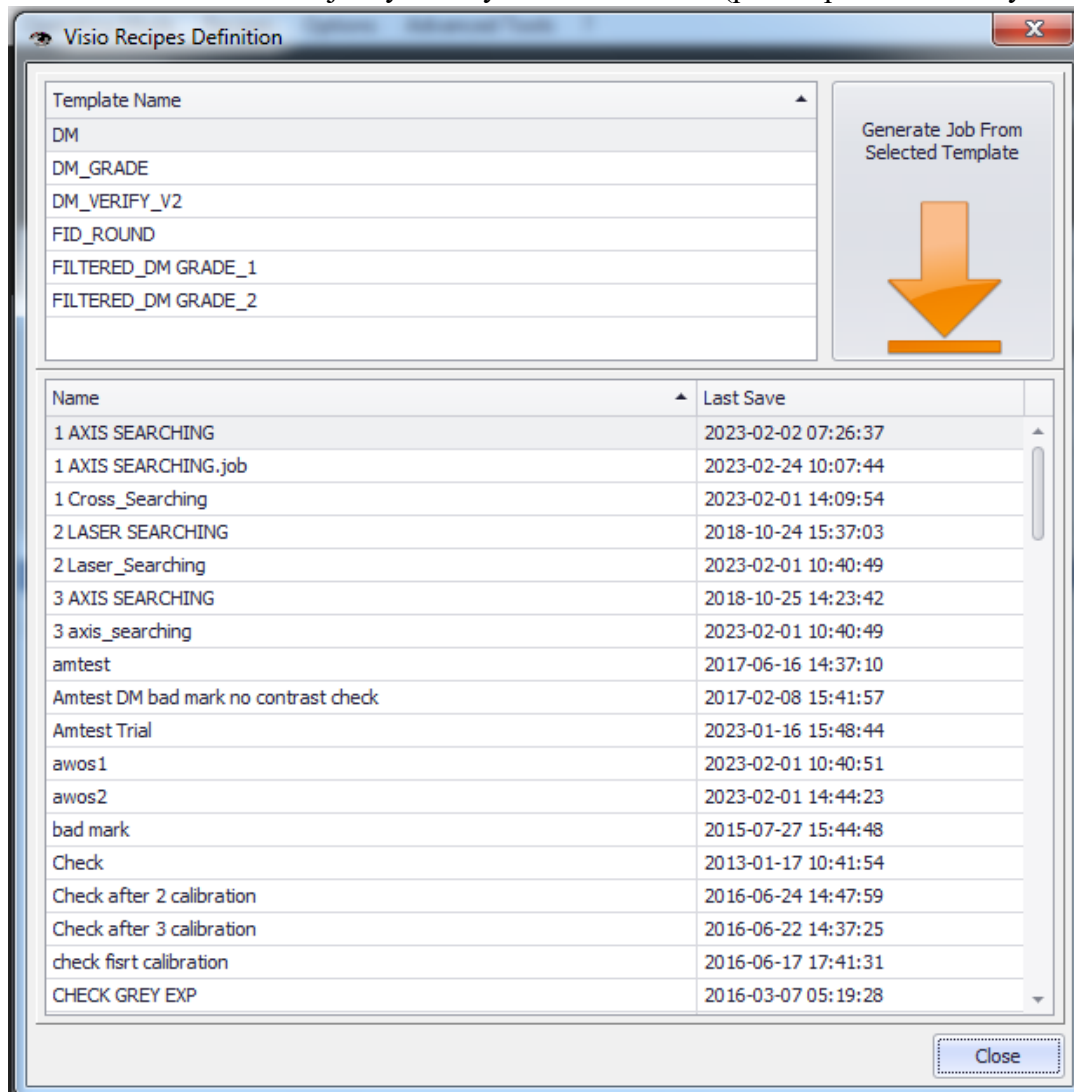 Visio Recipes Definition
Template Name
DM
DM_GRADE
DM_VERIFY_V2
FID_ROUND
FILTERED_DM GRADE_1
FILTERED_DM GRADE_2
Generate Job From
Selected Template
Name Last Save
1 AXIS SEARCHING 2023-02-02 07:26:37
1 AXIS SEARCHING.job 2023-02-24 10:07:44
1 Cross_Searching 2023-02-01 14:09:54
2 LASER SEARCHING 2018-10-24 15:37:03
2 Laser_Searching 2023-02-01 10:40:49
3 AXIS SEARCHING 2018-10-25 14:23:42
3 axis_searching 2023-02-01 10:40:49
amtest 2017-06-16 14:37:10
Amtest DM bad mark no contrast check 2017-02-08 15:41:57
Amtest Trial 2023-01-16 15:48:44
awos1 2023-02-01 10:40:51
awos2 2023-02-01 14:44:23
bad mark 2015-07-27 15:44:48
Check 2013-01-17 10:41:54
Check after 2 calibration 2016-06-24 14:47:59
Check after 3 calibration 2016-06-22 14:37:25
check fisrt calibration 2016-06-17 17:41:31
CHECK GREY EXP 2016-03-07 05:19:28
Close